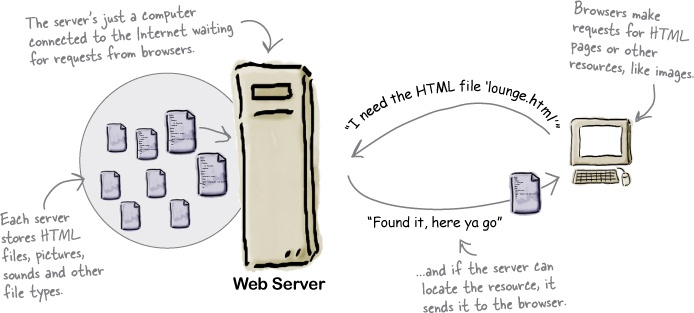 The server's just a computer
connected to the Internet waiting
for requests from browsers.
Browsers make
requests for HTML
pages or other
resources, like images.
"I need the HTML file 'lounge.html'"
Each server
stores HTML
files, pictures,
sounds and other
file types.
"Found it, here ya go"
Web Server
...and if the server can
locate the resource, it
sends it to the browser.